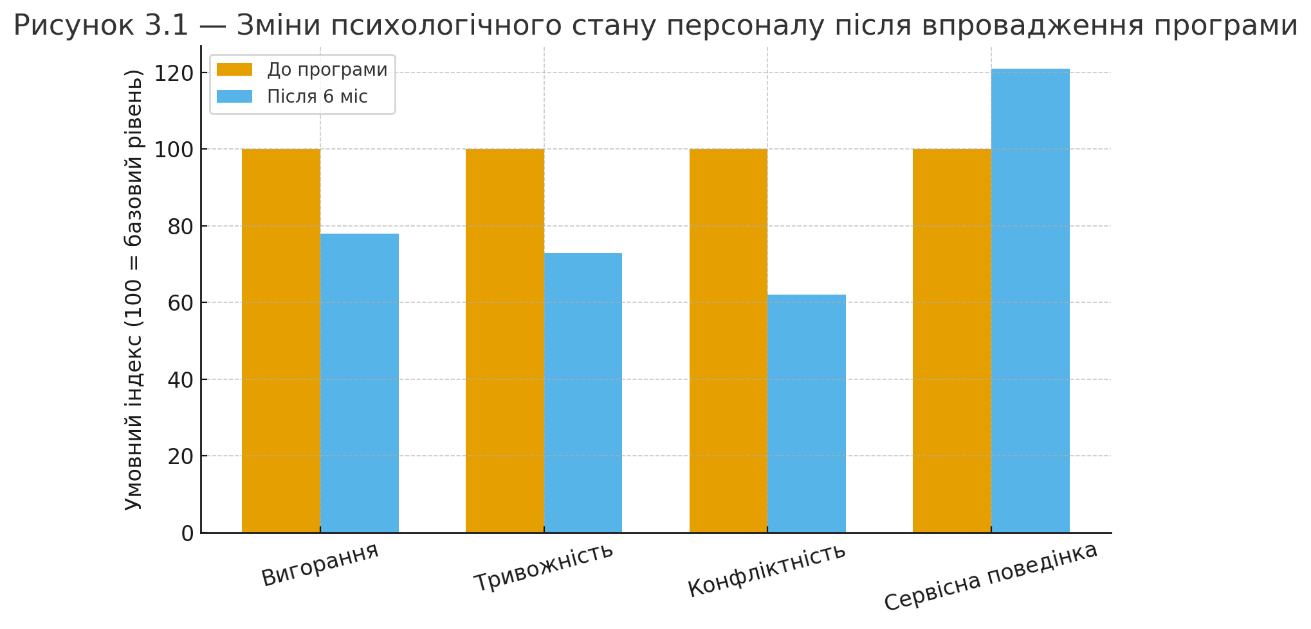 Рисунок 3.1 — Зміни психологічного стану персоналу після впровадження програми
До програми
Після 6 міс
Умовний індекс (100 = базовий рівень)
120
100
80
60
40
20
0
Вигорання
Тривожність
Конфліктність
Сервісна поведінка